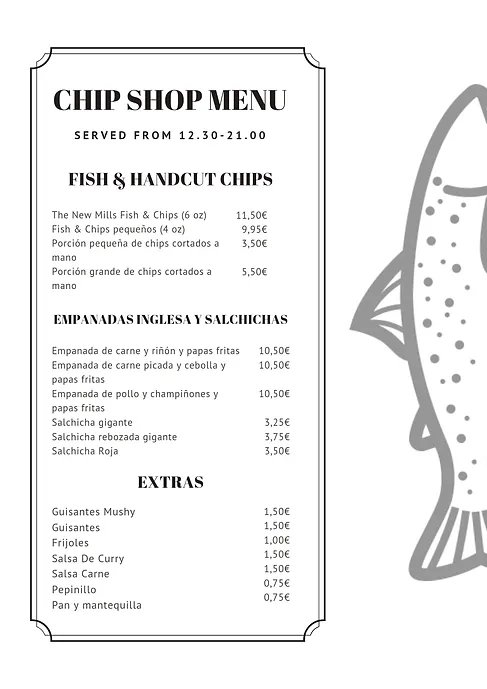 CHIP SHOP MENU
SERVED FROM 12.30-21.00
FISH & HANDCUT CHIPS
The New Mills Fish & Chips (6 oz) 11,50€
Fish & Chips pequeños (4 oz) 9,95€
Porción pequeña de chips cortados a 3,50€
mano
Porción grande de chips cortados a 5,50€
mano
EMPANADAS INGLESA Y SALCHICHAS
Empanada de carne y riñón y papas fritas 10,50€
Empanada de carne picada y cebolla y 10,50€
papas fritas
Empanada de pollo y champiñones y 10,50€
papas fritas
Salchicha gigante 3,25€
Salchicha rebozada gigante 3,75€
Salchicha Roja 3,50€
EXTRAS
Guisantes Mushy 1,50€
Guisantes 1,50€
Frijoles 1,00€
Salsa De Curry 1,50€
Salsa Carne 1,50€
Pepinillo 0,75€
Pan y mantequilla 0,75€